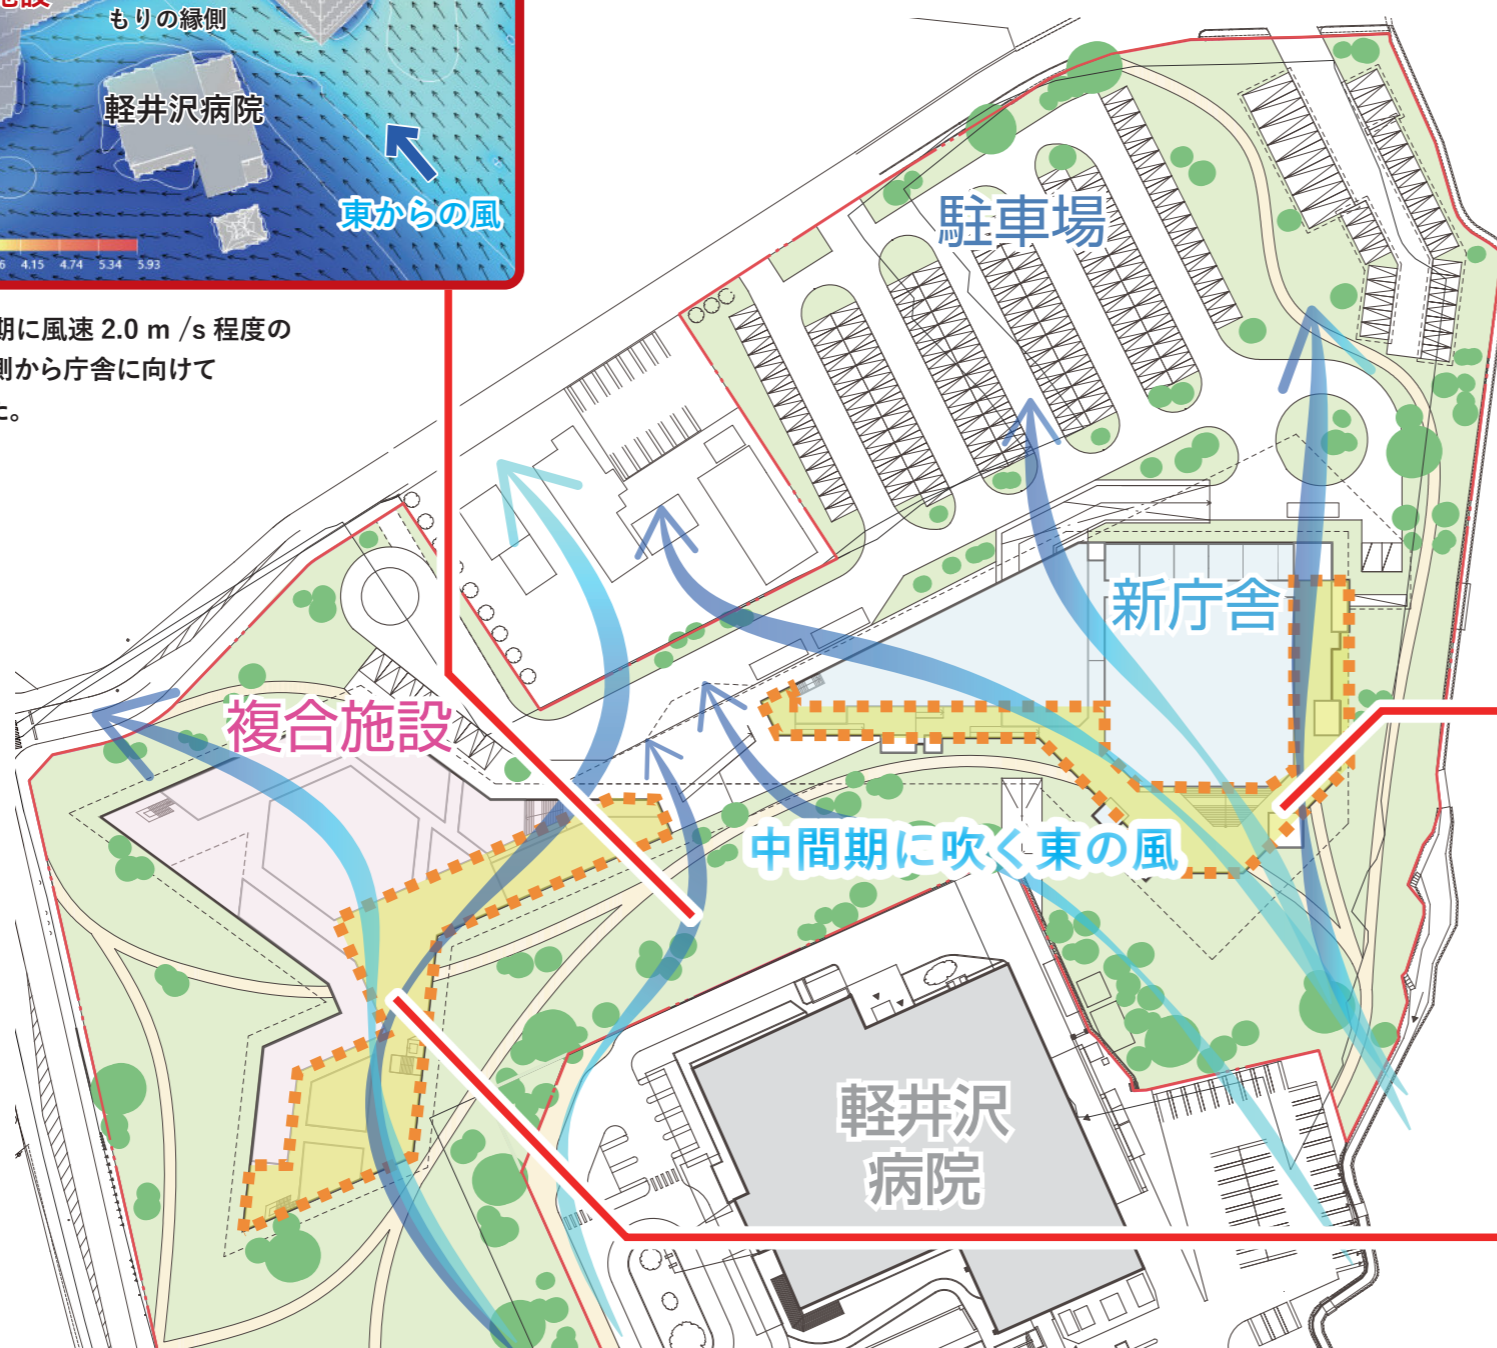 施設
もりの縁側
軽井沢病院
東からの風
6 4.15 4.74 5.34 5.93
期に風速 2.0 m /s 程度の
側から庁舎に向けて
た。
駐車場
新庁舎
複合施設
中間期に吹く東の風
軽井沢
病院